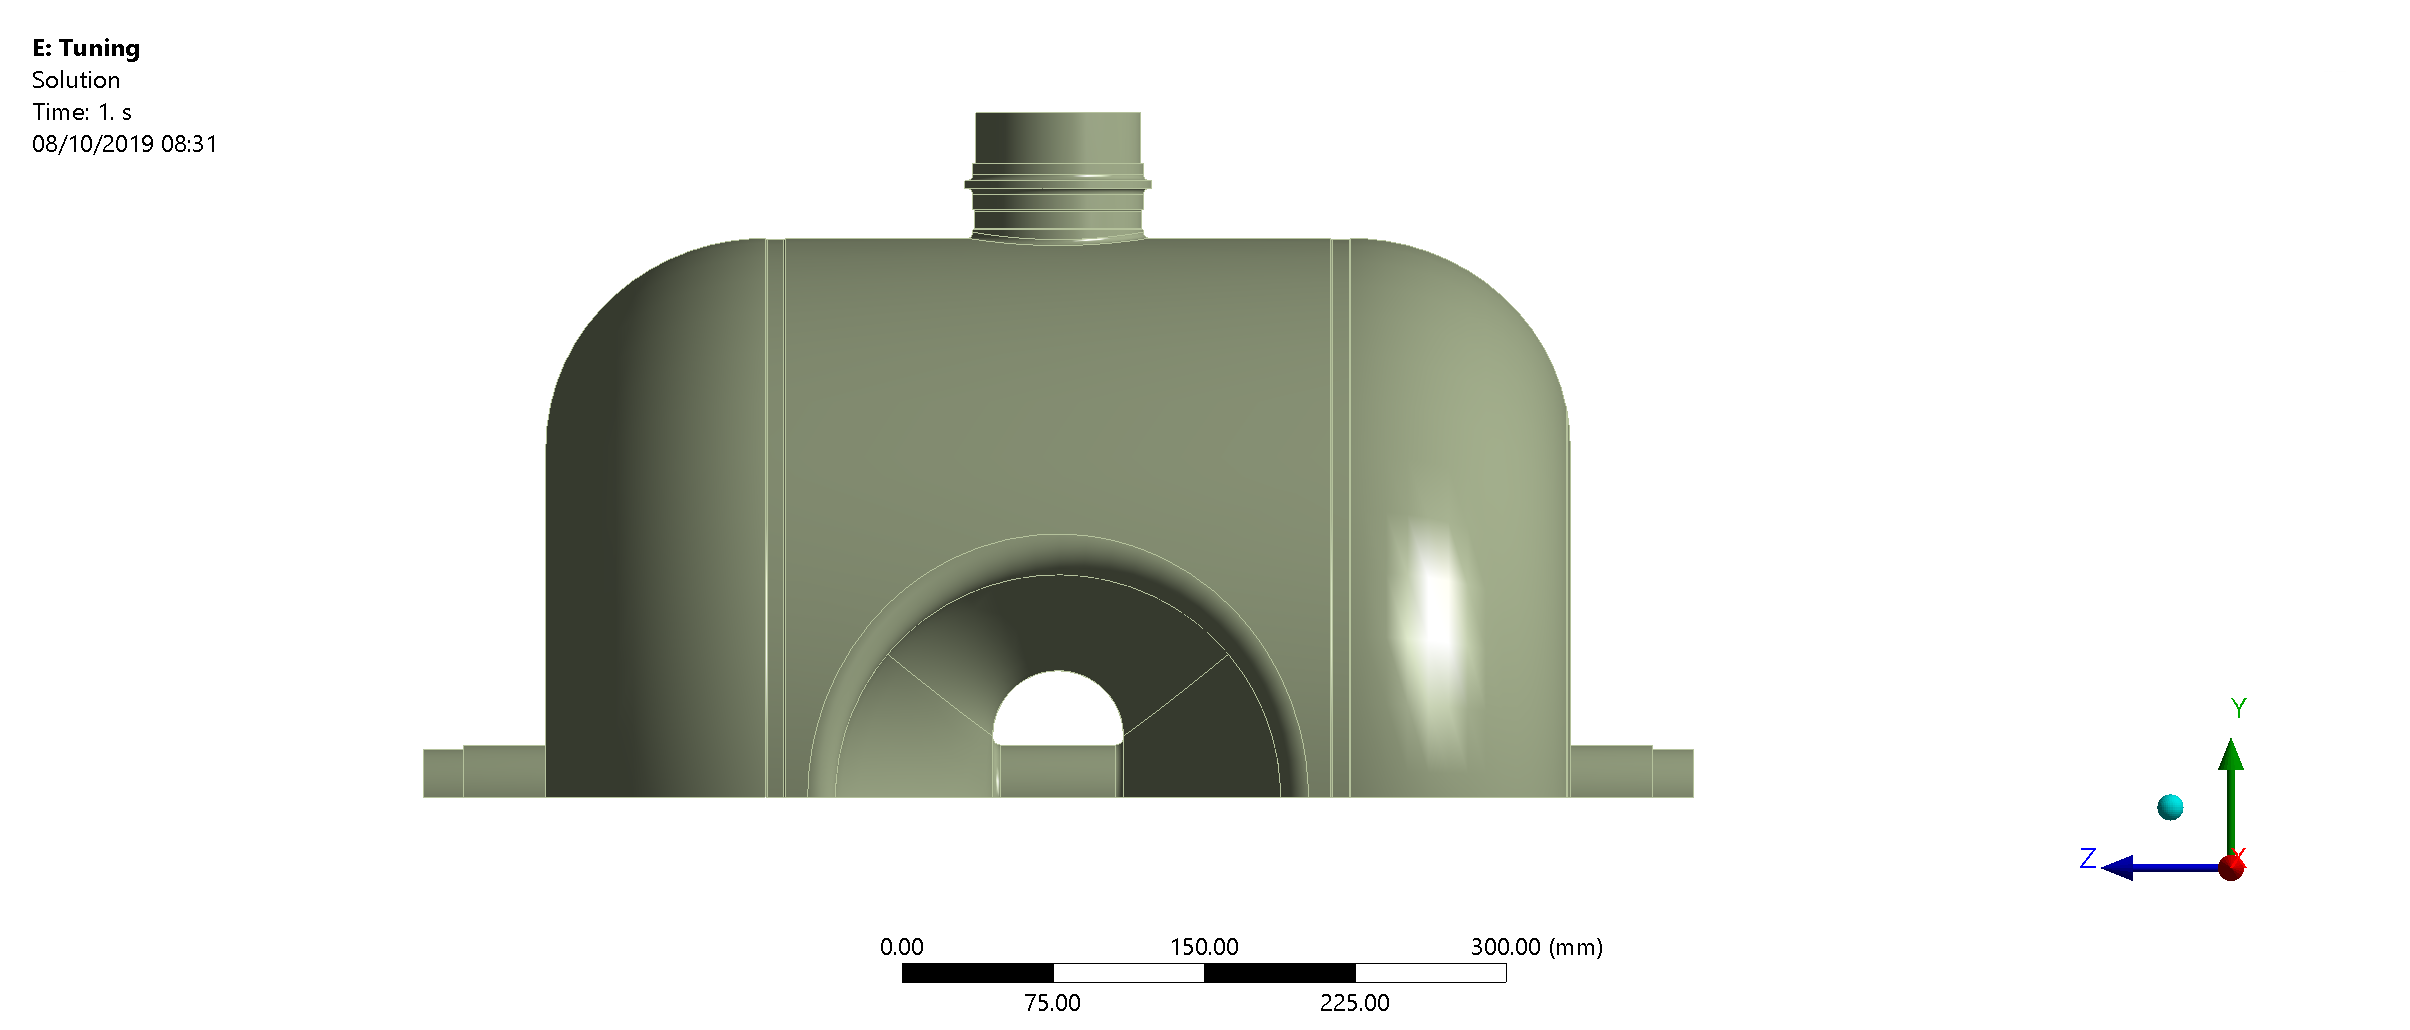 E: Tuning
Solution
Time: 1. s
08/10/2019 08:31
Y
Z
X
0.00 150.00 300.00 (mm)
75.00 225.00